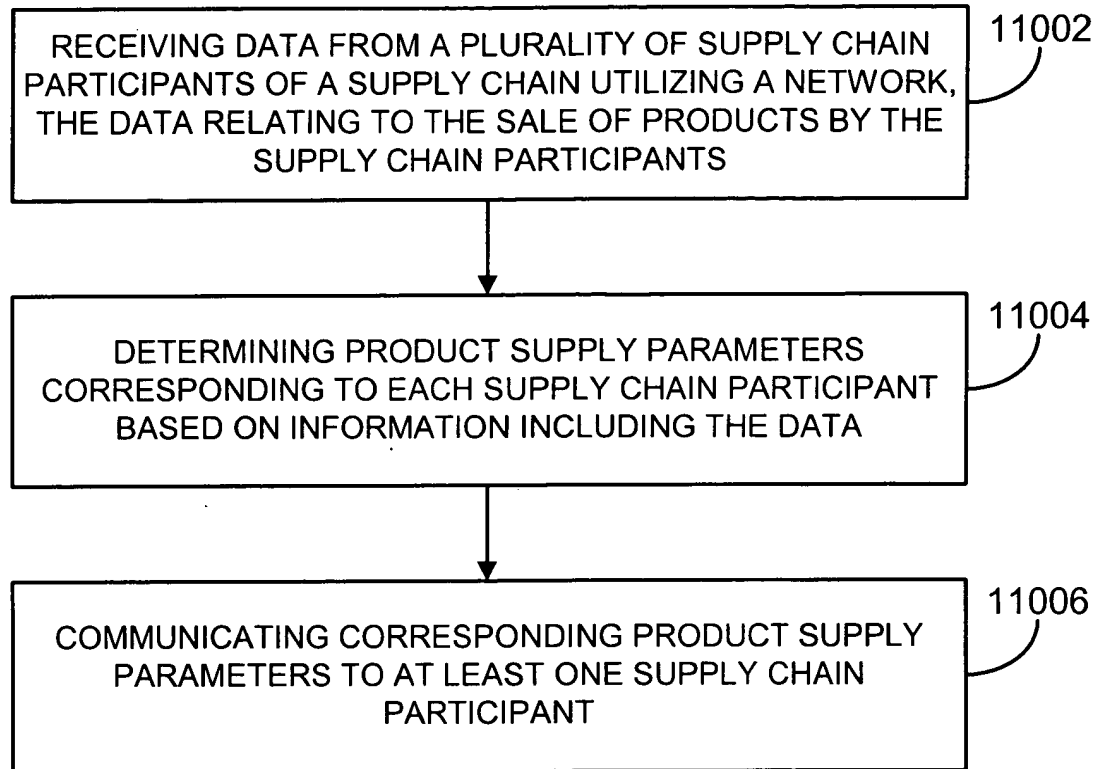 RECEIVING DATA FROM A PLURALITY OF SUPPLY CHAIN
PARTICIPANTS OF A SUPPLY CHAIN UTILIZING A NETWORK,
THE DATA RELATING TO THE SALE OF PRODUCTS BY THE
SUPPLY CHAIN PARTICIPANTS
11002
DETERMINING PRODUCT SUPPLY PARAMETERS
CORRESPONDING TO EACH SUPPLY CHAIN PARTICIPANT
BASED ON INFORMATION INCLUDING THE DATA
11004
COMMUNICATING CORRESPONDING PRODUCT SUPPLY
PARAMETERS TO AT LEAST ONE SUPPLY CHAIN
PARTICIPANT
11006